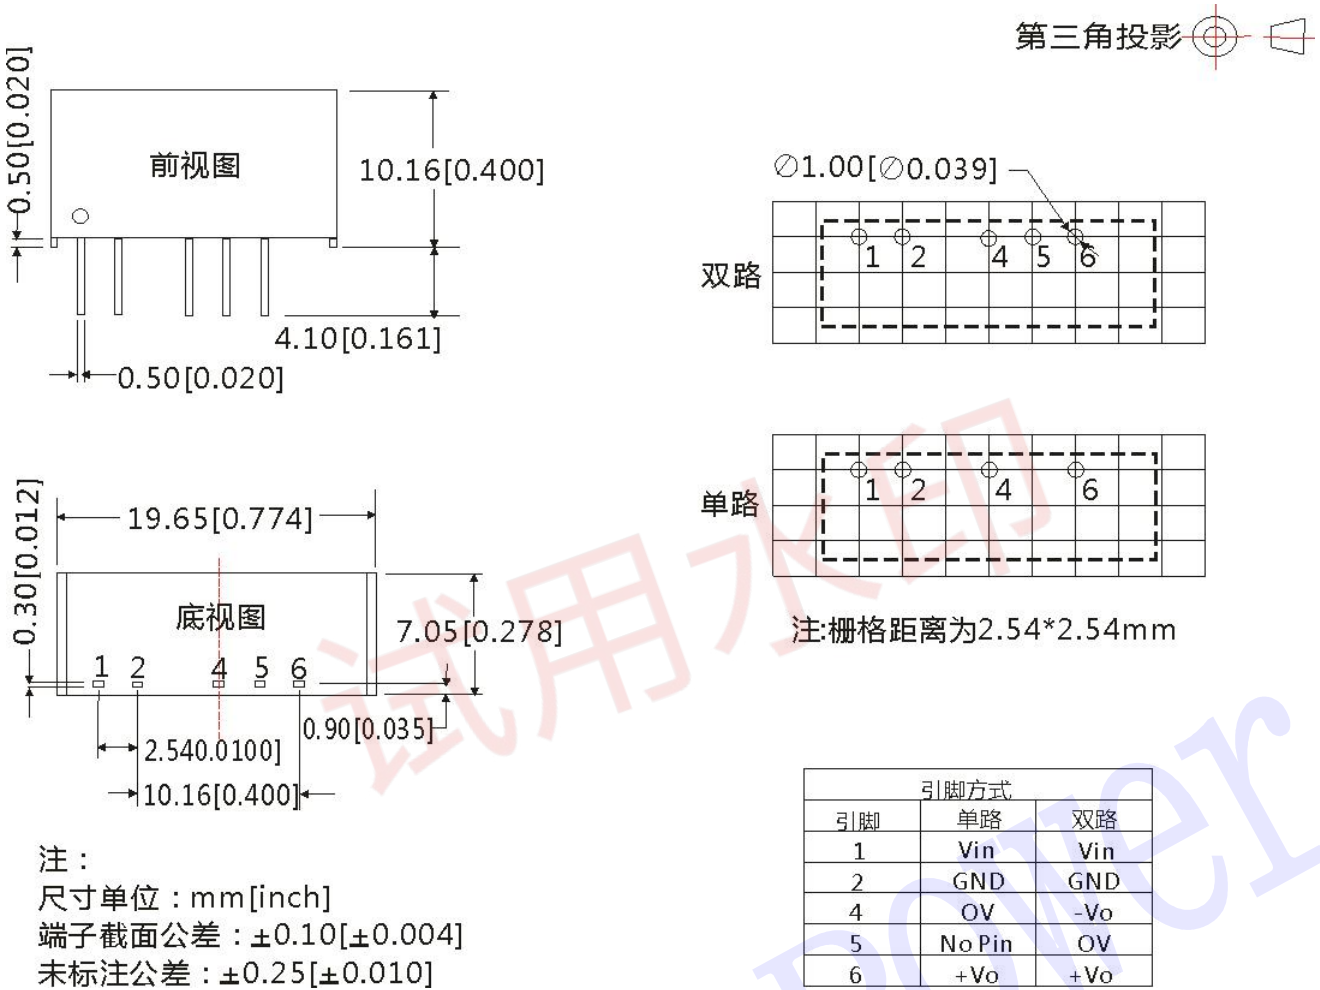 第三角投影
0.50[0.020]
前视图
10.16[0.400]
4.10[0.161]
0.50[0.020]
∅1.00[∅0.039]
双路
1 2 4 5 6
单路
1 2 4 6
注:栅格距离为2.54*2.54mm
0.30[0.012]
19.65[0.774]
底视图
7.05[0.278]
1 2 4 5 6
0.90[0.035]
2.540.0100]
10.16[0.400]
注：
尺寸单位：mm[inch]
端子截面公差：±0.10[±0.004]
未标注公差：±0.25[±0.010]
引脚方式
引脚 单路 双路
1 Vin Vin
2 GND GND
4 OV -Vo
5 No Pin OV
6 +Vo +Vo
试用水印
power